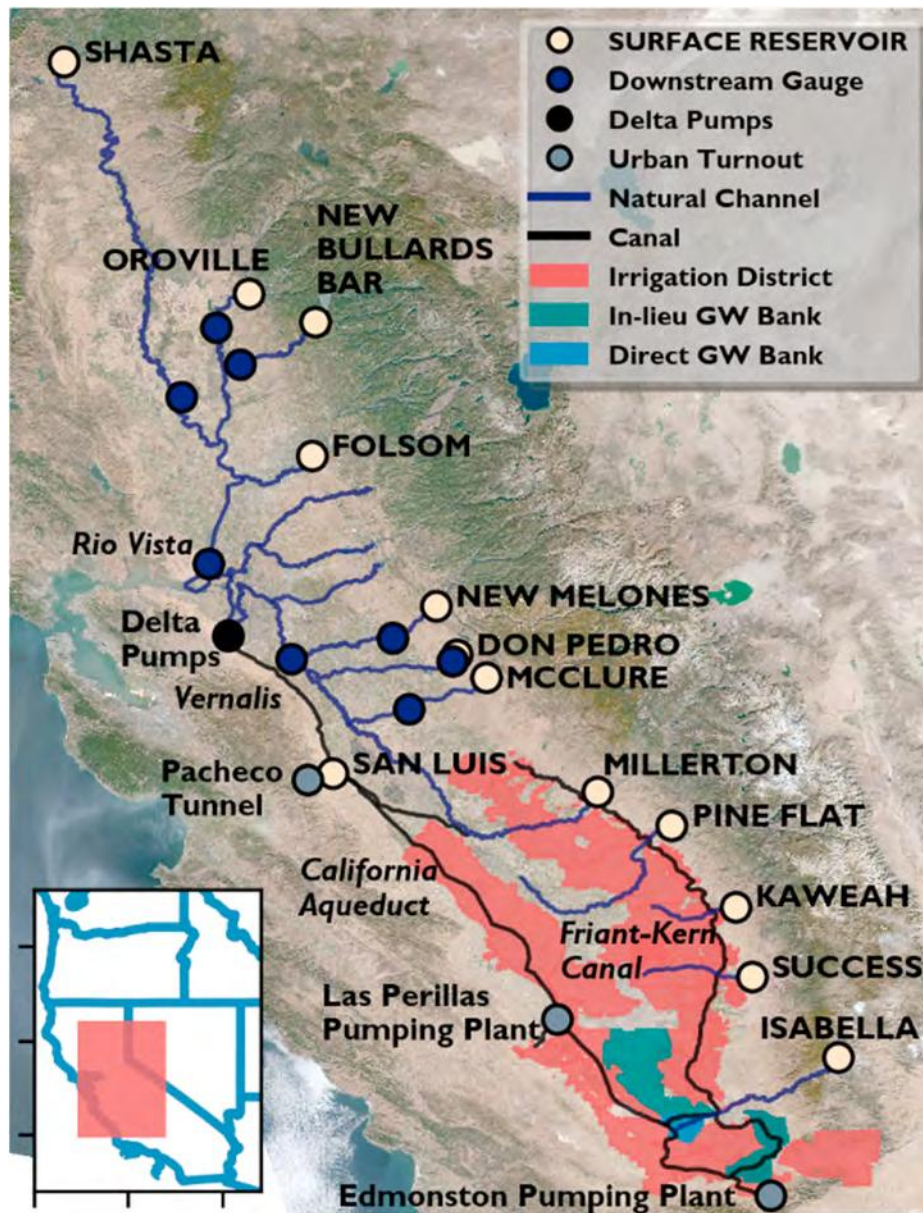 SHASTA
SURFACE RESERVOIR
Downstream Gauge
Delta Pumps
Urban Turnout
Natural Channel
Canal
Irrigation District
In-lieu GW Bank
Direct GW Bank
NEW
BULLARDS
BAR
OROVILLE
FOLSOM
Rio Vista
NEW MELONES
Delta
Pumps
DON PEDRO
MCCLURE
Vernalis
SAN LUIS
Pacheco
Tunnel
MILLERTON
PINE FLAT
California
Aqueduct
KAWEAH
Friant-Kern
Canal
SUCCESS
Las Perillas
Pumping Plant
ISABELLA
Edmonston Pumping Plant